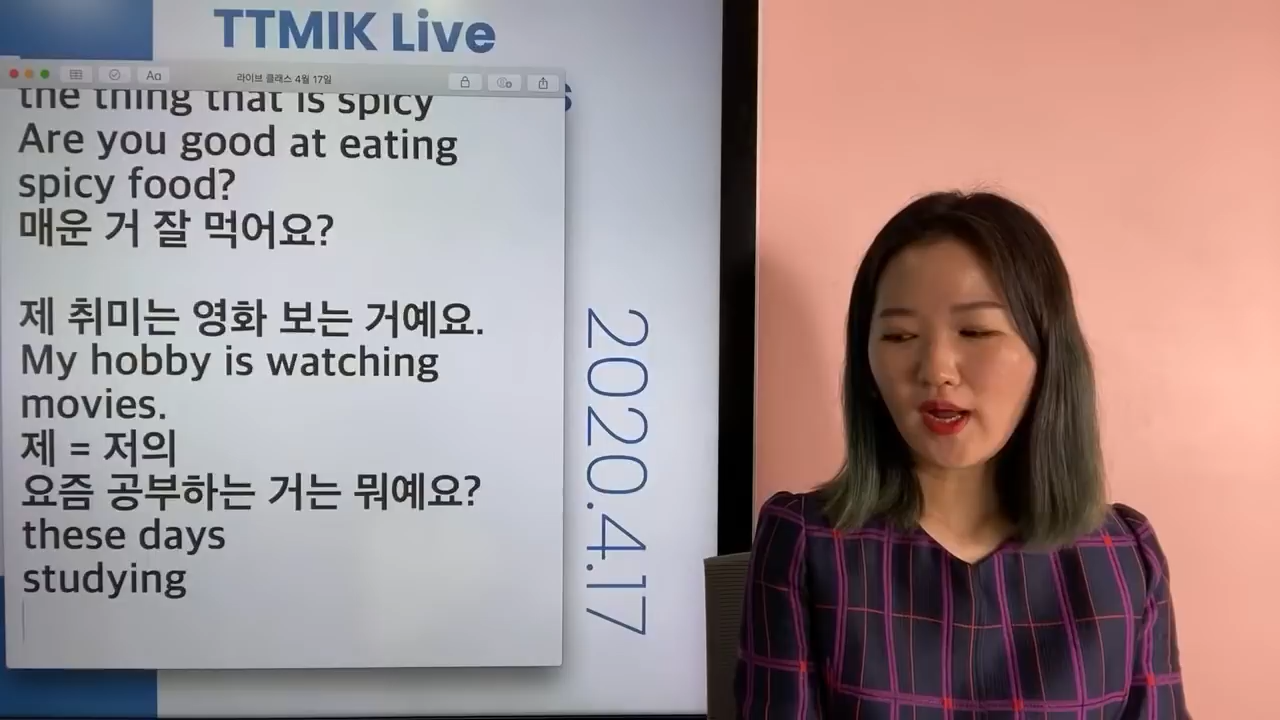 TTMIK Live
Aa
라이브 클래스 4월 17일
the thing that is spicy
Are you good at eating
spicy food?
매운 거 잘 먹어요?
제 취미는 영화 보는 거예요.
My hobby is watching
movies.
제 = 저의
요즘 공부하는 거는 뭐예요?
these days
studying
2020.4.17